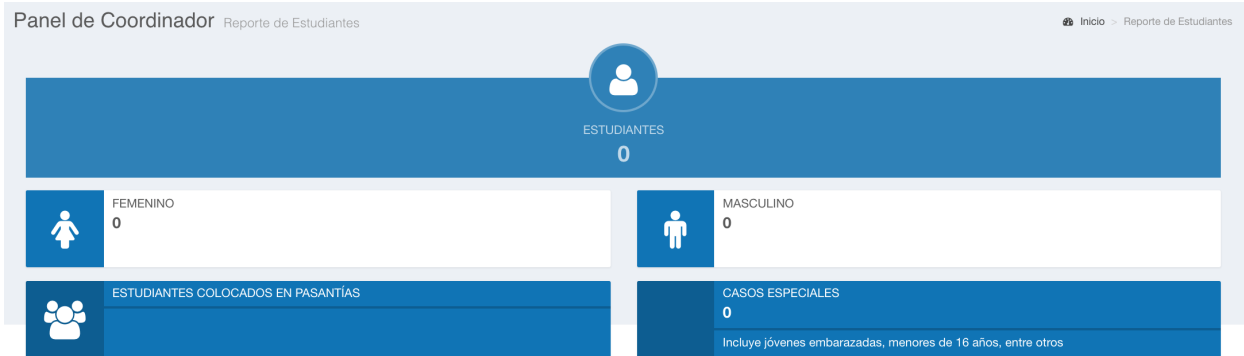 Panel de Coordinador Reporte de Estudiantes
Inicio > Reporte de Estudiantes
ESTUDIANTES
0
FEMENINO
0
MASCULINO
0
ESTUDIANTES COLOCADOS EN PASANTÍAS
CASOS ESPECIALES
0
Incluye jóvenes embarazadas, menores de 16 años, entre otros